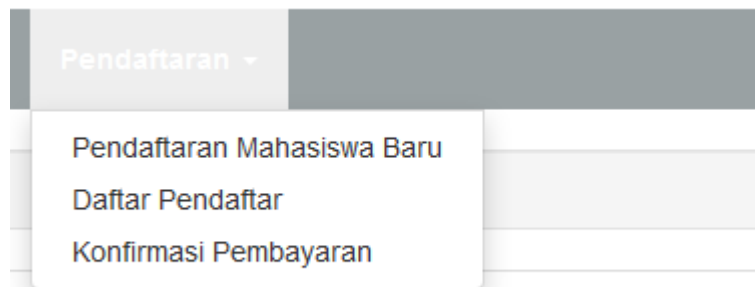 Pendaftaran
Pendaftaran Mahasiswa Baru
Daftar Pendaftar
Konfirmasi Pembayaran